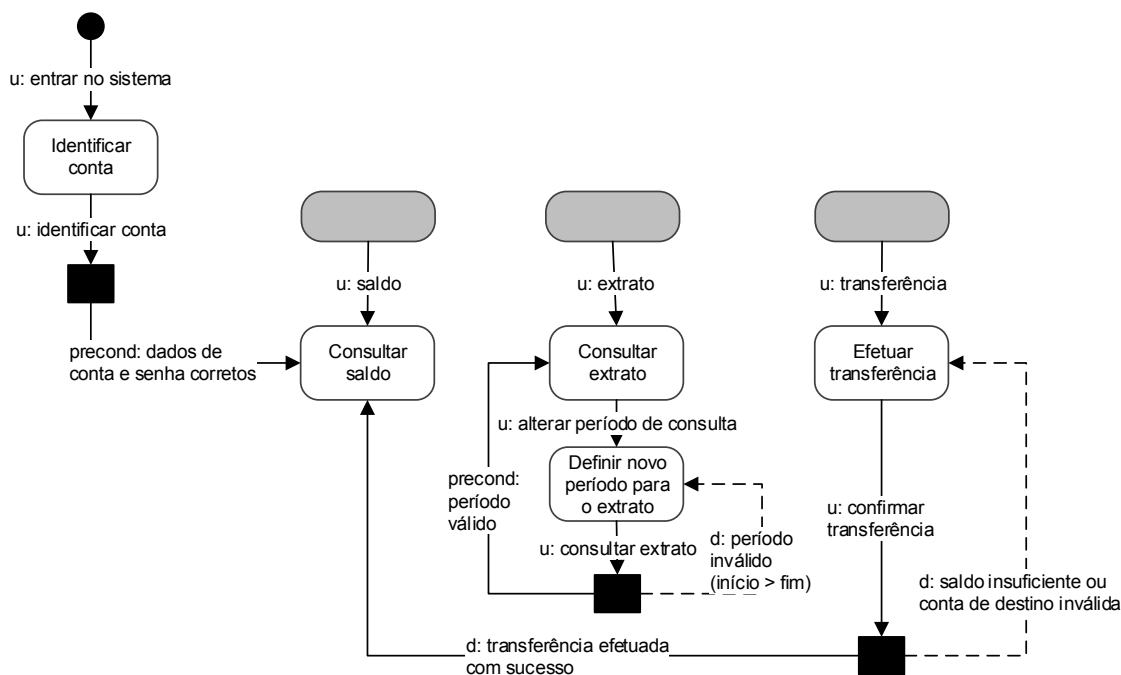 u: entrar no sistema
Identificar
conta
u: identificar conta
precond: dados de
conta e senha corretos
u: saldo
Consultar
saldo
u: extrato
Consultar
extrato
u: alterar período de consulta
Definir novo
período para
o extrato
precond:
período
válido
u: consultar extrato
d: período
inválido
(início > fim)
u: transferência
Efetuar
transferência
u: confirmar
transferência
d: saldo insuficiente ou
conta de destino inválida
d: transferência efetuada
com sucesso